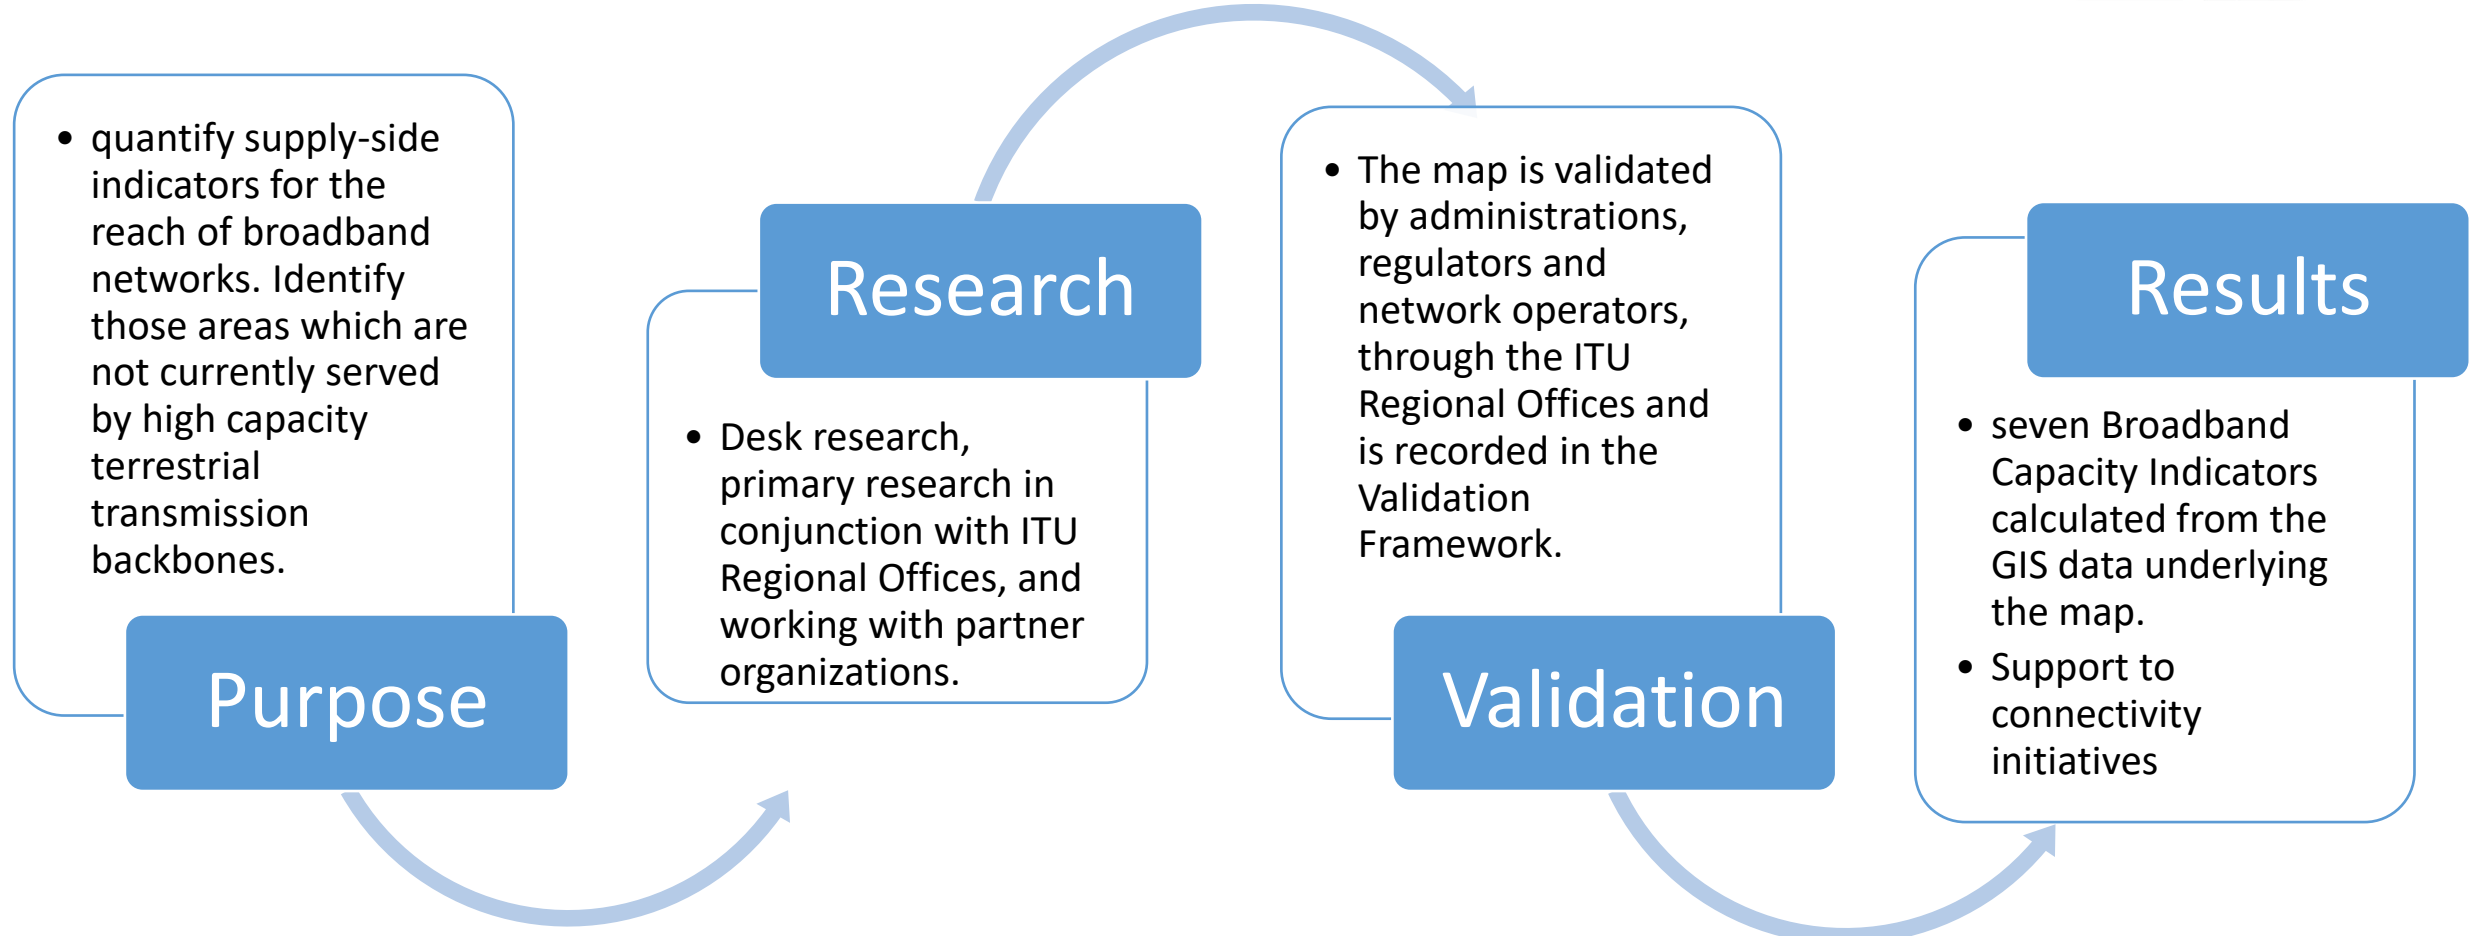 • quantify supply-side
indicators for the
reach of broadband
networks. Identify
those areas which are
not currently served
by high capacity
terrestrial
transmission
backbones.
Purpose
Research
• Desk research,
primary research in
conjunction with ITU
Regional Offices, and
working with partner
organizations.
• The map is validated
by administrations,
regulators and
network operators,
through the ITU
Regional Offices and
is recorded in the
Validation
Framework.
Validation
Results
• seven Broadband
Capacity Indicators
calculated from the
GIS data underlying
the map.
• Support to
connectivity
initiatives